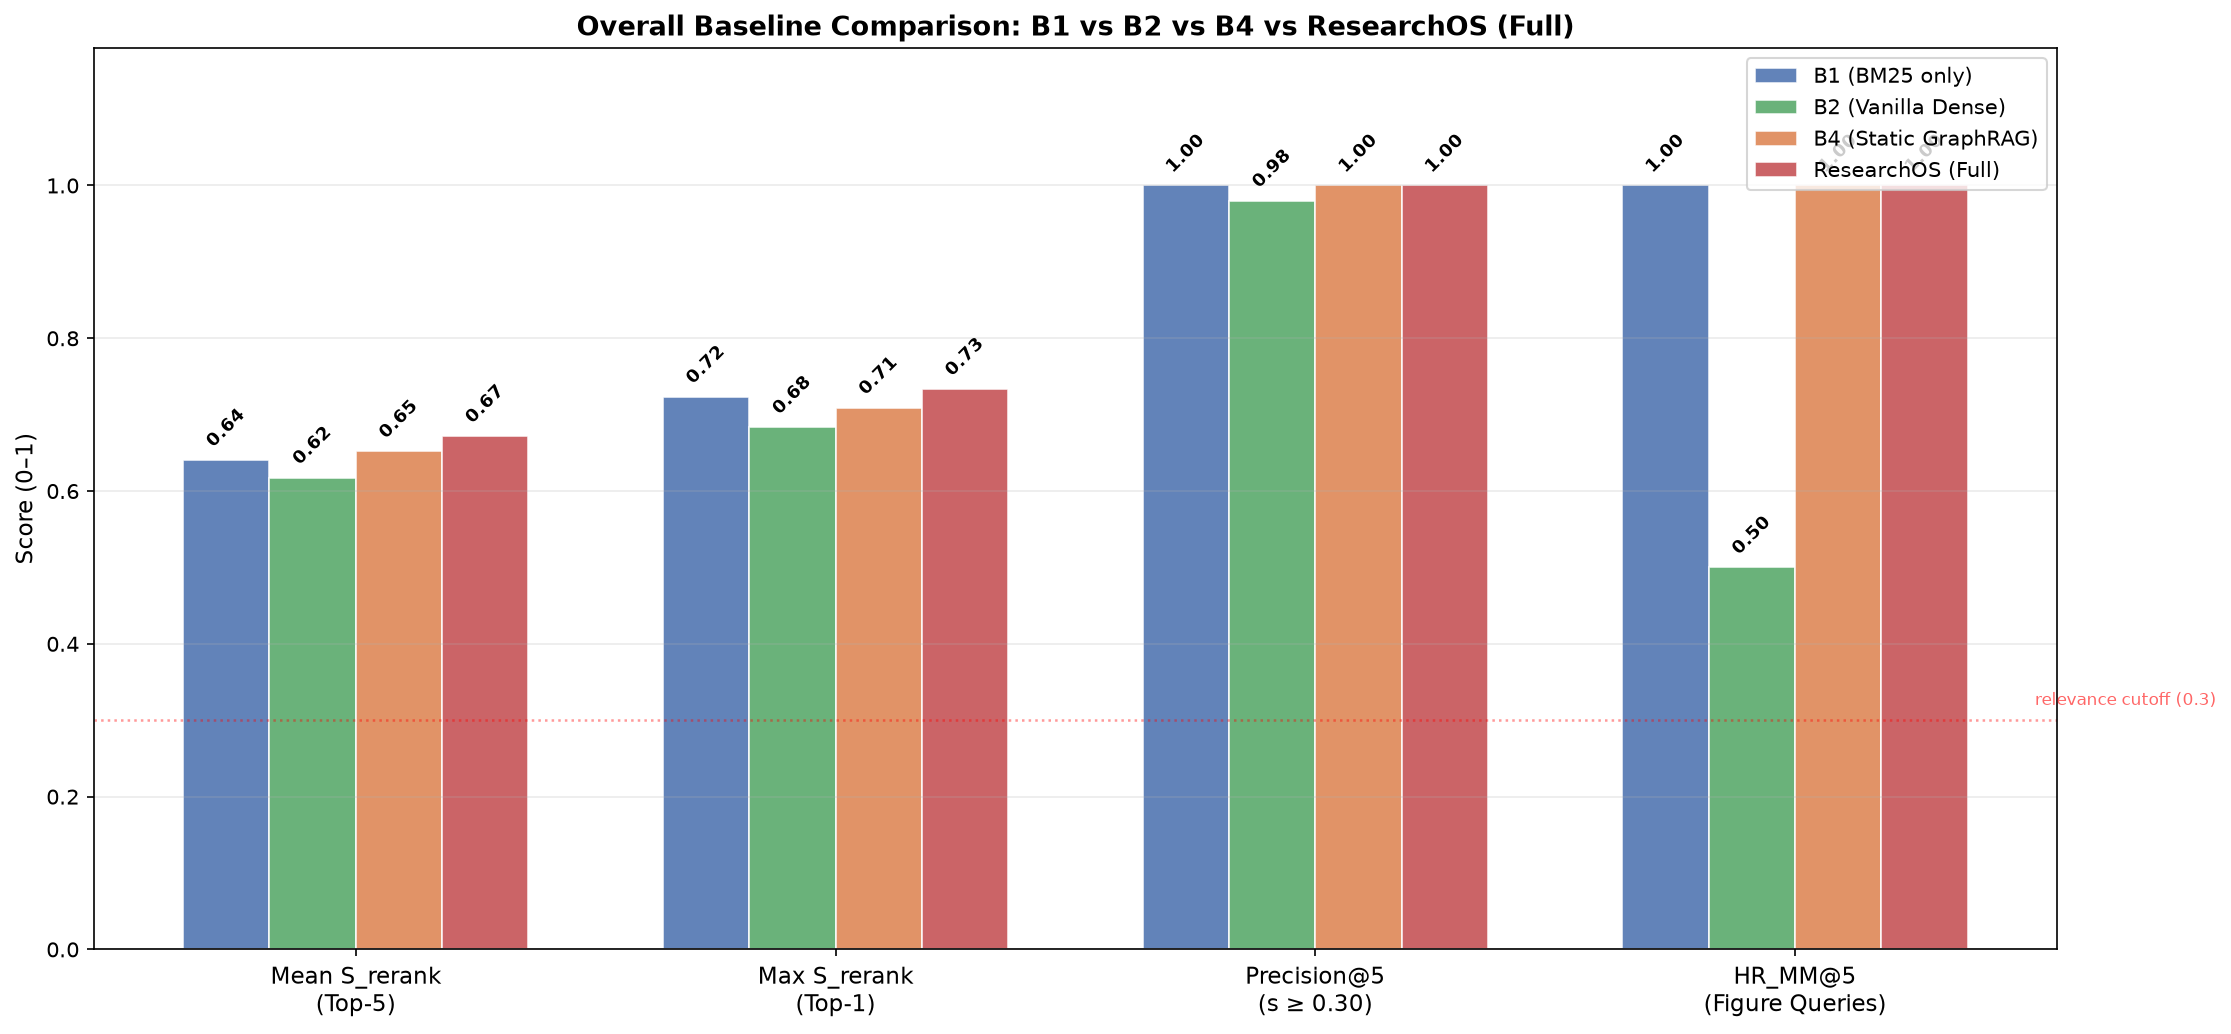 Overall Baseline Comparison: B1 vs B2 vs B4 vs ResearchOS (Full)
B1 (BM25 only)
B2 (Vanilla Dense)
B4 (Static GraphRAG)
ResearchOS (Full)
Score (0–1)
1.0
0.8
0.6
0.4
0.2
0.0
0.64
0.62
0.65
0.67
0.72
0.68
0.71
0.73
1.00
0.98
1.00
1.00
1.00
0.50
1.00
1.00
relevance cutoff (0.3)
Mean S_rerank
(Top-5)
Max S_rerank
(Top-1)
Precision@5
(s ≥ 0.30)
HR_MM@5
(Figure Queries)